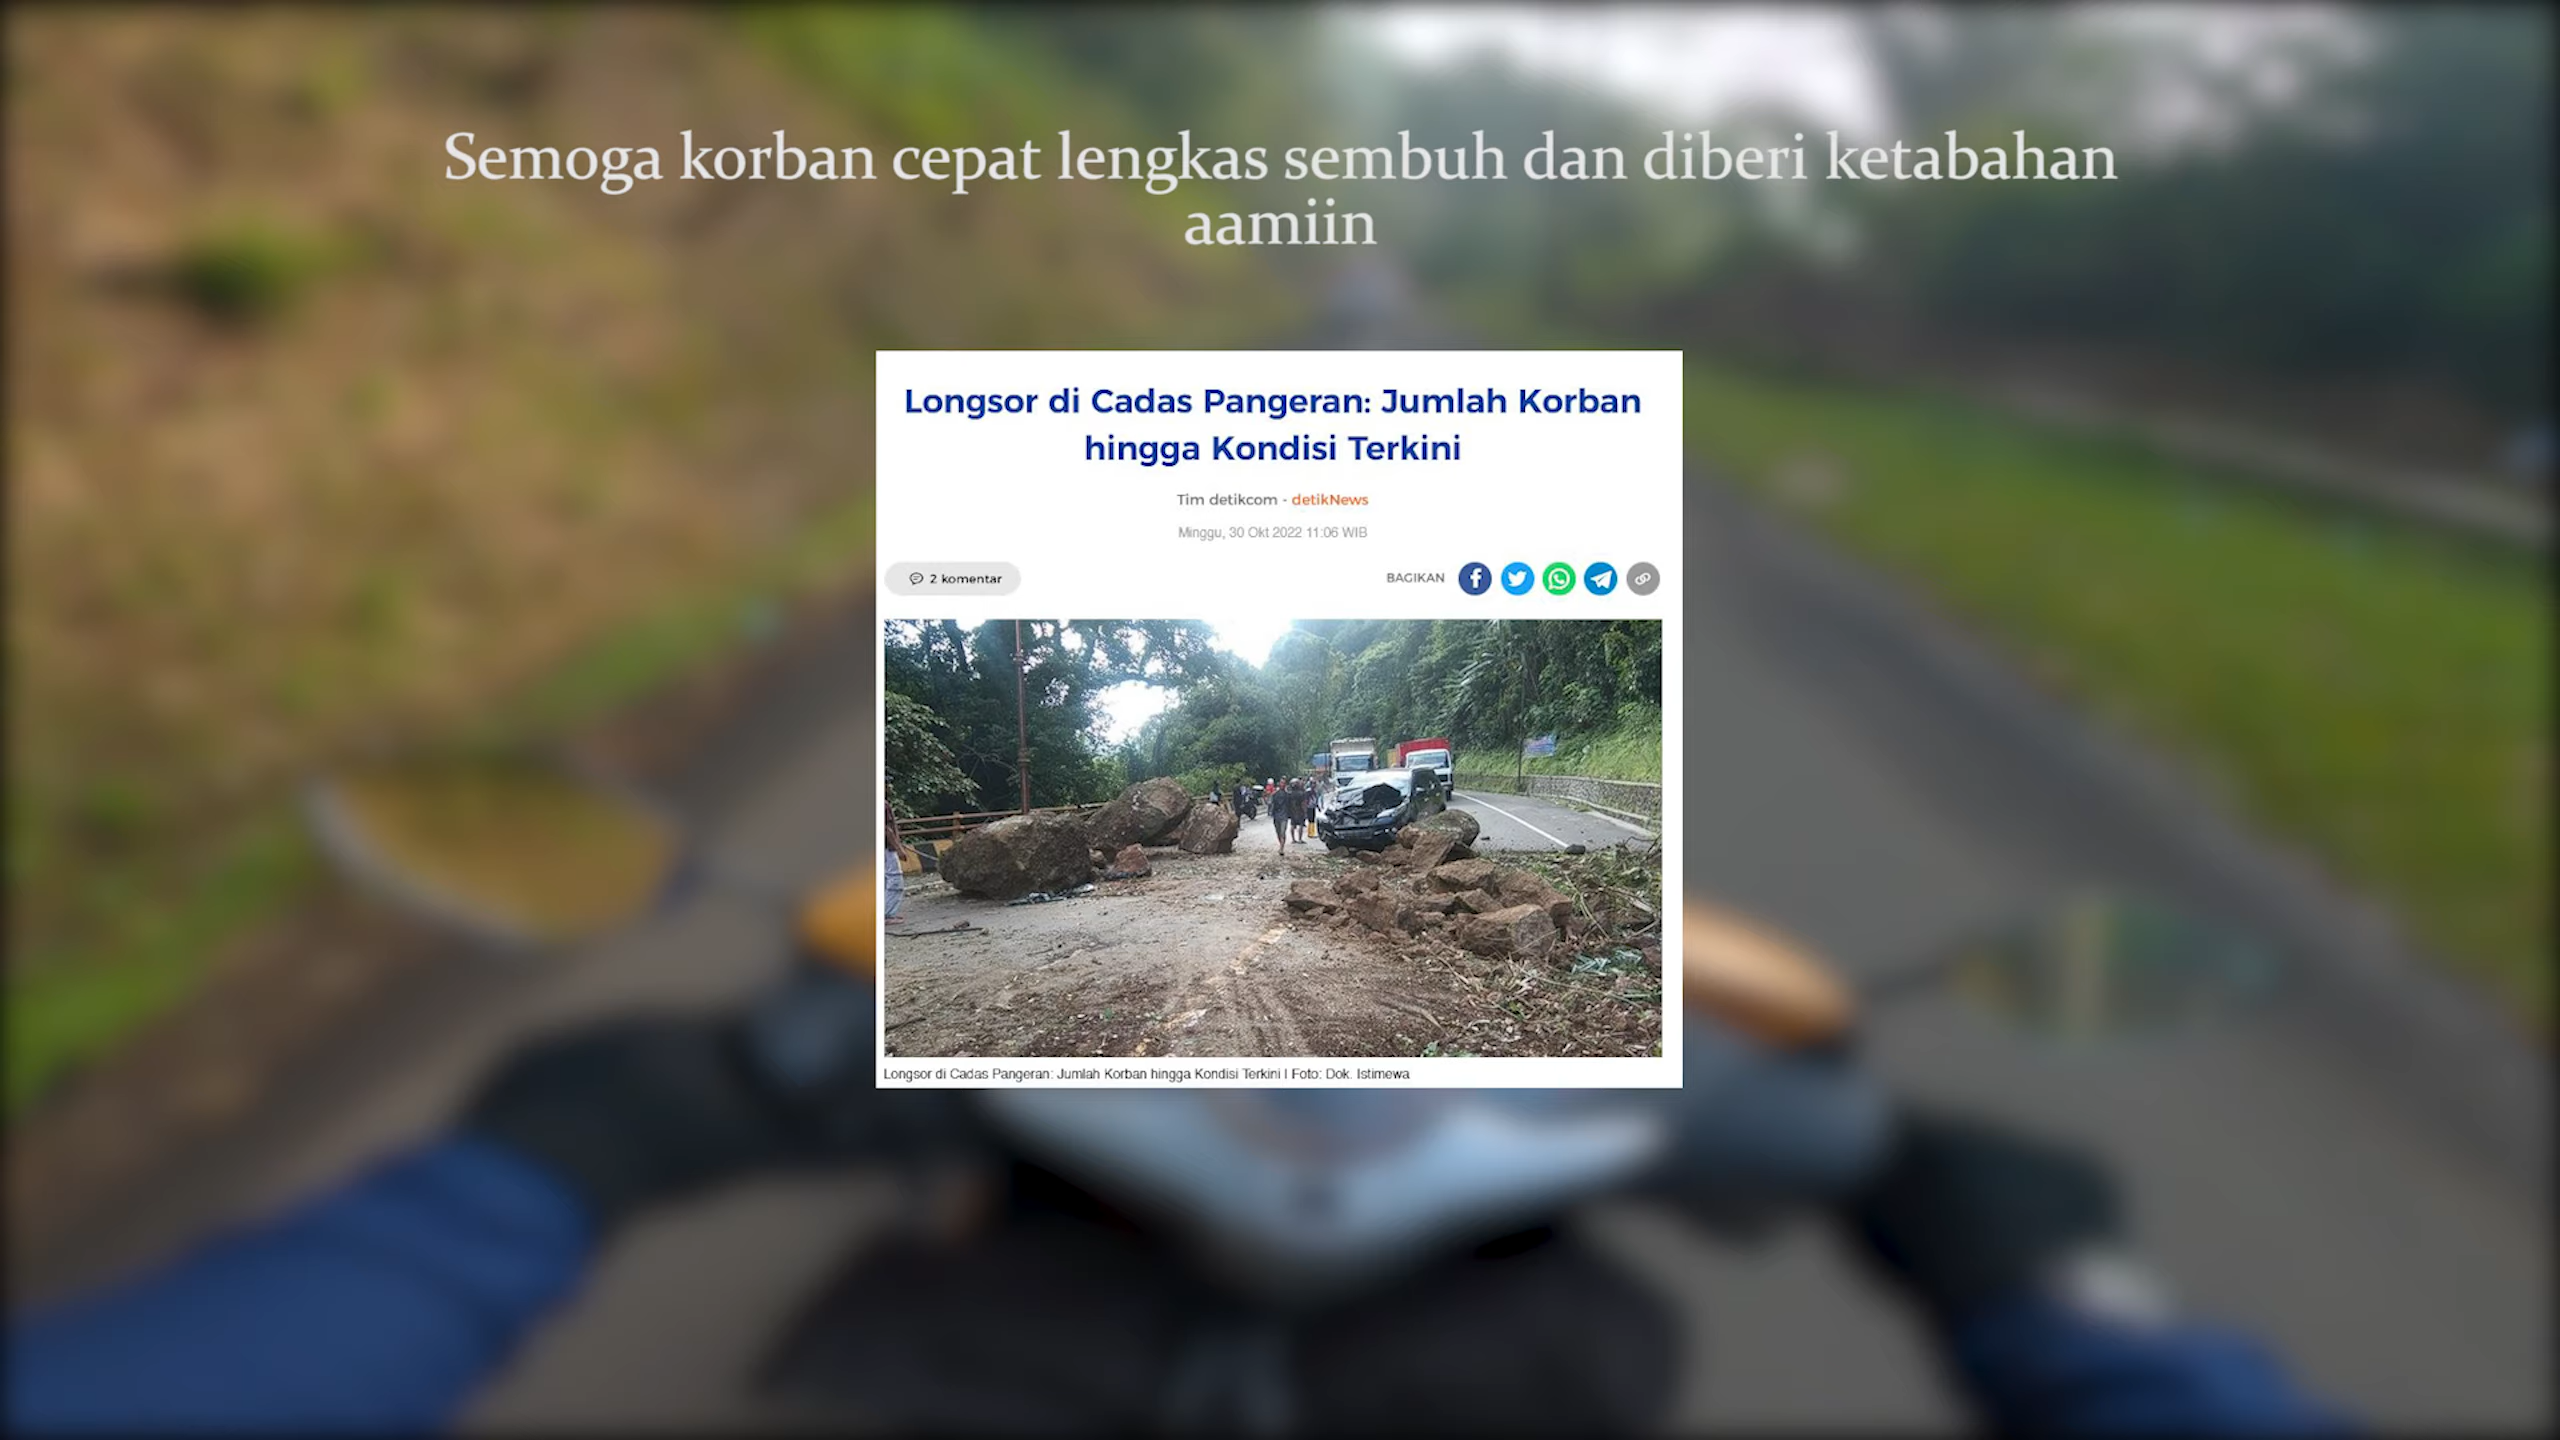 Semoga korban cepat lengkas sembuh dan diberi ketabahan
aamiin
Longsor di Cadas Pangeran: Jumlah Korban
hingga Kondisi Terkini
Tim detikcom - detikNews
Minggu, 30 Okt 2022 11:06 WIB
2 komentar
BAGIKAN
Longsor di Cadas Pangeran: Jumlah Korban hingga Kondisi Terkini | Foto: Dok. Istimewa